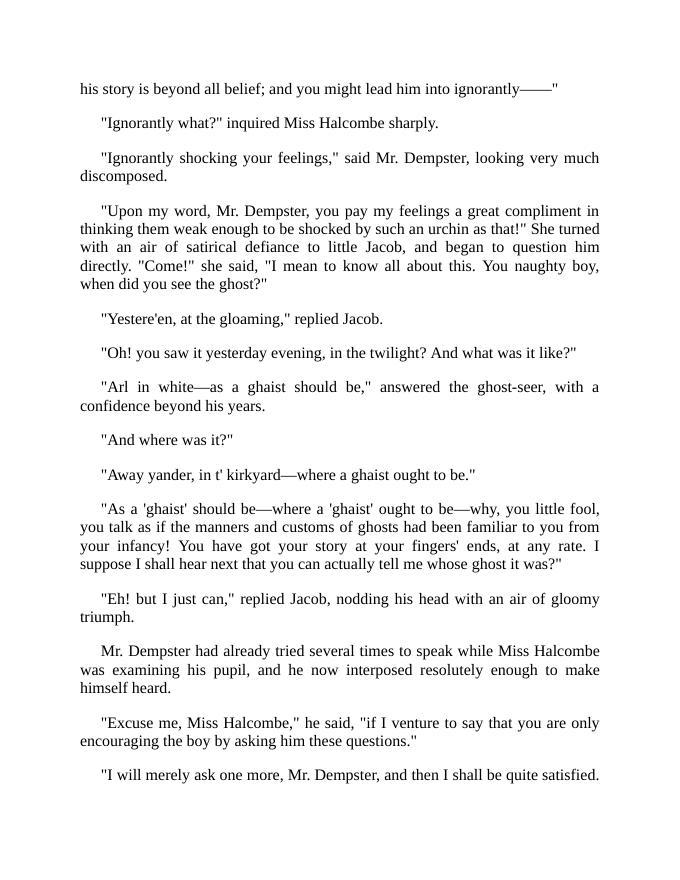 his story is beyond all belief; and you might lead him into ignorantly——"
"Ignorantly what?" inquired Miss Halcombe sharply.
"Ignorantly shocking your feelings," said Mr. Dempster, looking very much
discomposed.
"Upon my word, Mr. Dempster, you pay my feelings a great compliment in
thinking them weak enough to be shocked by such an urchin as that!" She turned
with an air of satirical defiance to little Jacob, and began to question him
directly. "Come!" she said, "I mean to know all about this. You naughty boy,
when did you see the ghost?"
"Yestere'en, at the gloaming," replied Jacob.
"Oh! you saw it yesterday evening, in the twilight? And what was it like?"
"Arl in white—as a ghaist should be," answered the ghost-seer, with a
confidence beyond his years.
"And where was it?"
"Away yander, in t' kirkyard—where a ghaist ought to be."
"As a 'ghaist' should be—where a 'ghaist' ought to be—why, you little fool,
you talk as if the manners and customs of ghosts had been familiar to you from
your infancy! You have got your story at your fingers' ends, at any rate. I
suppose I shall hear next that you can actually tell me whose ghost it was?"
"Eh! but I just can," replied Jacob, nodding his head with an air of gloomy
triumph.
Mr. Dempster had already tried several times to speak while Miss Halcombe
was examining his pupil, and he now interposed resolutely enough to make
himself heard.
"Excuse me, Miss Halcombe," he said, "if I venture to say that you are only
encouraging the boy by asking him these questions."
"I will merely ask one more, Mr. Dempster, and then I shall be quite satisfied.